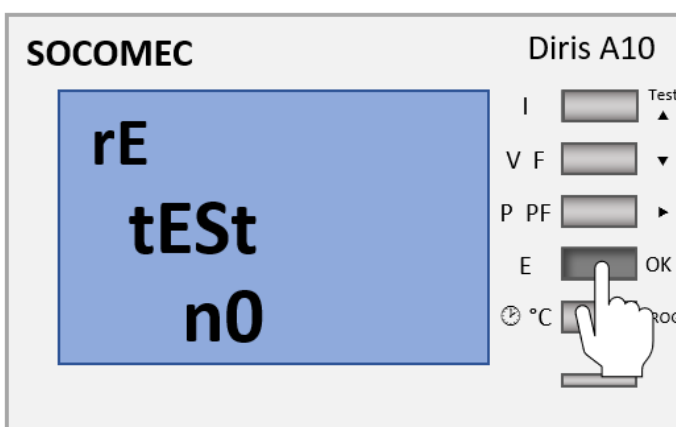 SOCOMEC
Diris A10
rE
tESt
n0
I
Test
▲
V F
▼
P PF
►
E
OK
°C